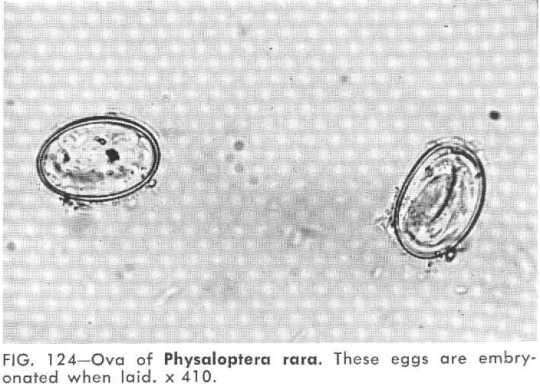 FIG. 124—Ova of Physaloptera rara. These eggs are embry-
onated when laid. x 410.